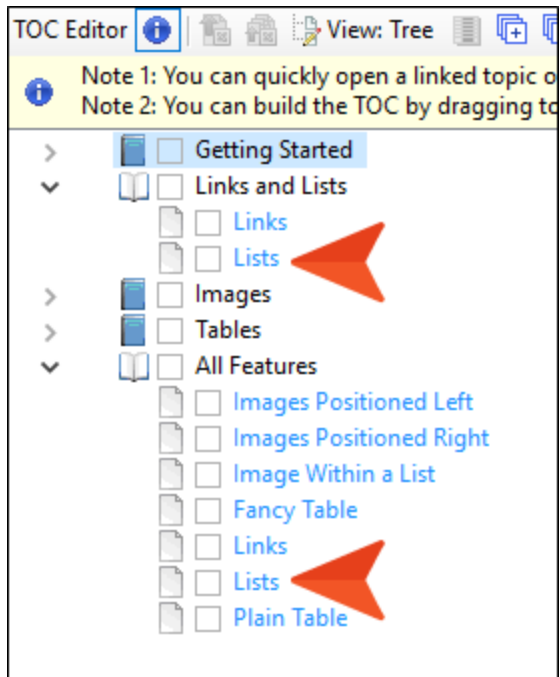 TOC Editor View: Tree
Note 1: You can quickly open a linked topic o
Note 2: You can build the TOC by dragging to
Getting Started
Links and Lists
Links
Lists
Images
Tables
All Features
Images Positioned Left
Images Positioned Right
Image Within a List
Fancy Table
Links
Lists
Plain Table